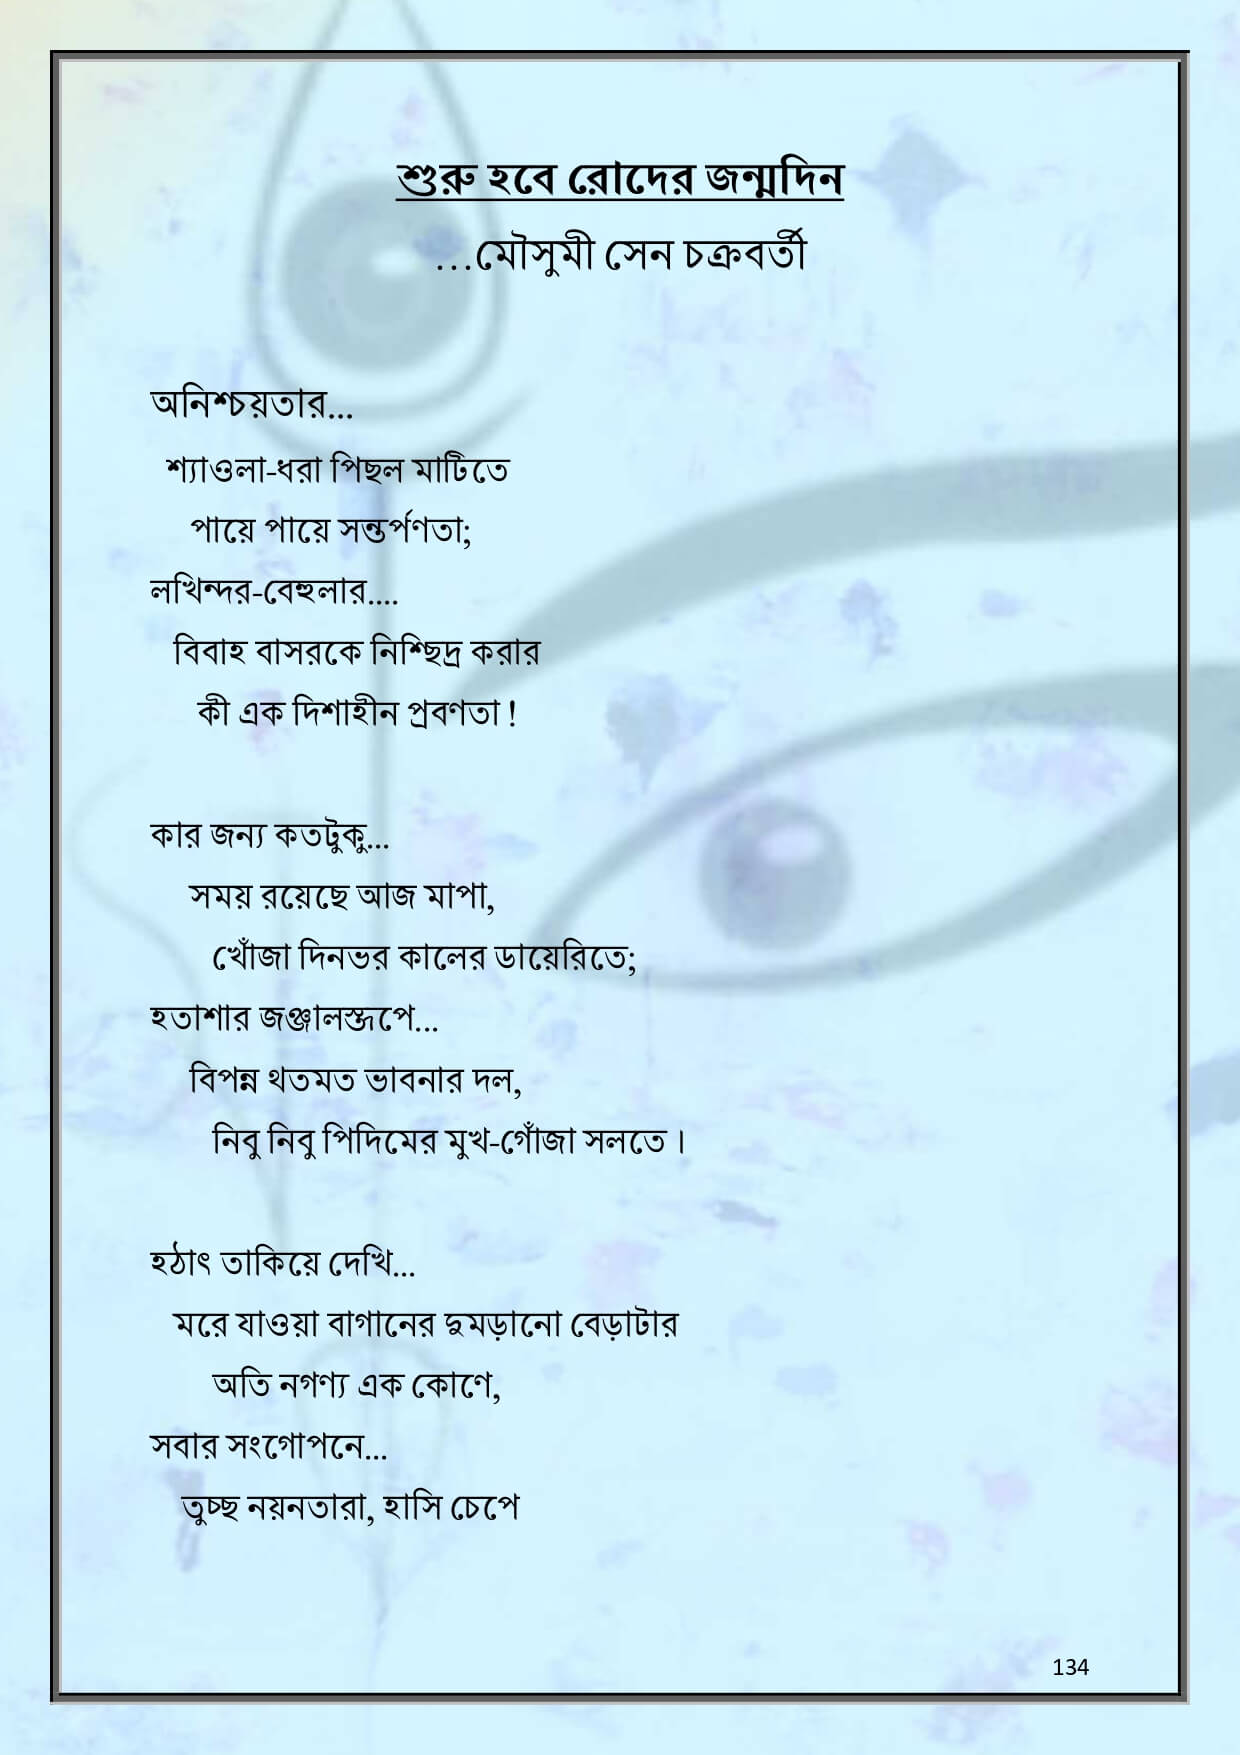 শুরু হবে রোদের জন্মদিন
...মৌসুমী সেন চক্রবর্তী
অনিশ্চয়তার...
শ্যাওলা-ধরা পিছল মাটিতে
পায়ে পায়ে সন্তর্পণতা;
লখিন্দর-বেহুলার....
বিবাহ বাসরকে নিশ্ছিদ্র করার
কী এক দিশাহীন প্রবণতা !
কার জন্য কতটুকু...
সময় রয়েছে আজ মাপা,
খোঁজা দিনভর কালের ডায়েরিতে;
হতাশার জঞ্জালস্তূপে...
বিপন্ন থতমত ভাবনার দল,
নিবু নিবু পিদিমের মুখ-গোঁজা সলতে ।
হঠাৎ তাকিয়ে দেখি...
মরে যাওয়া বাগানের দুমড়ানো বেড়াটার
অতি নগণ্য এক কোণে,
সবার সংগোপনে...
তুচ্ছ নয়নতারা, হাসি চেপে
134